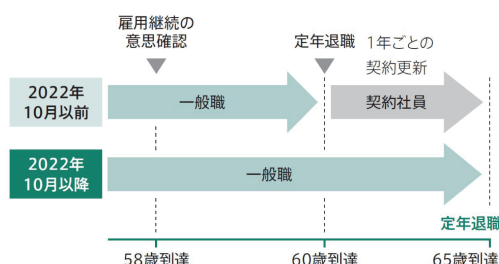 雇用継続の
意思確認
定年退職
1年ごとの
契約更新
2022年
10月以前
一般職
契約社員
2022年
10月以降
一般職
定年退職
58歳到達
60歳到達
65歳到達